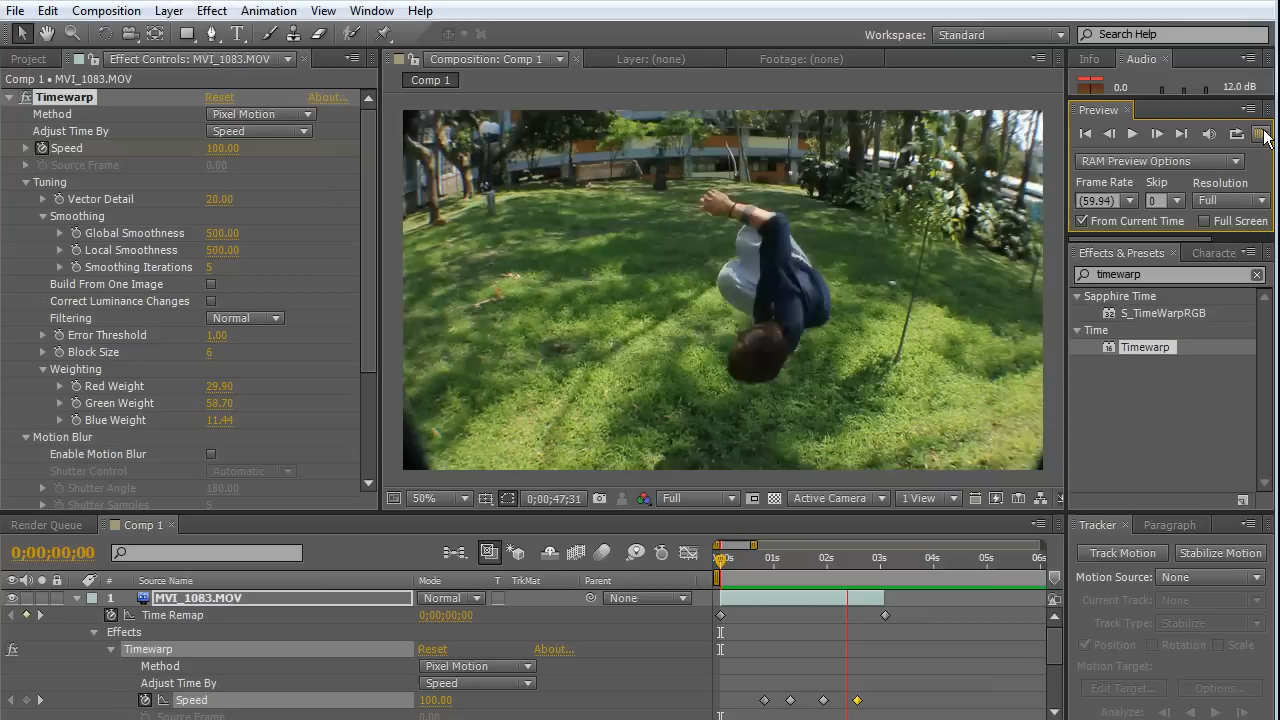 File Edit Composition Layer Effect Animation View Window Help
Workspace: Standard Search Help
Project Effect Controls: MVI_1083.MOV Composition: Comp 1 Layer: (none) Footage: (none) Info Audio
Comp 1 • MVI_1083.MOV
Comp 1
0.0 12.0 dB
fx Timewarp Reset About...
Method Pixel Motion
Adjust Time By Speed
Speed 100.00
Source Frame 0.00
Tuning
Vector Detail 20.00
Smoothing
Global Smoothness 500.00
Local Smoothness 500.00
Smoothing Iterations 5
Build From One Image
Correct Luminance Changes
Filtering Normal
Error Threshold 1.00
Block Size 6
Weighting
Red Weight 29.90
Green Weight 58.70
Blue Weight 11.44
Motion Blur
Enable Motion Blur
Shutter Control Automatic
Shutter Angle 180.00
Shutter Samples 5
Preview
RAM Preview Options
Frame Rate Skip Resolution
(59.94) 0 Full
From Current Time Full Screen
Effects & Presets Characte
timewarp
Sapphire Time
S_TimeWarpRGB
Time
Timewarp
50% 0;00;47;31 Full Active Camera 1 View
Render Queue Comp 1
0;00;00;00
# Source Name Mode T TrkMat Parent
01s 02s 03s 04s 05s 06s
1 MVI_1083.MOV Normal None
Time Remap 0;00;00;00
Effects
fx Timewarp Reset About...
Method Pixel Motion
Adjust Time By Speed
Speed 100.00
Source Frame 0.00
Tracker Paragraph
Track Motion Stabilize Motion
Motion Source: None
Current Track: None
Track Type: Stabilize
Position Rotation Scale
Motion Target:
Edit Target... Options...
Analyze: